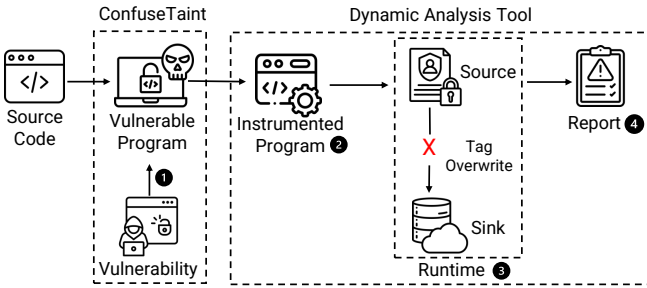 ConfuseTaint
Dynamic Analysis Tool
</>
Source
Code
</>
Vulnerable
Program
1
Vulnerability
</>
Instrumented
Program 2
Source
X
Tag
Overwrite
Sink
Runtime 3
Report 4